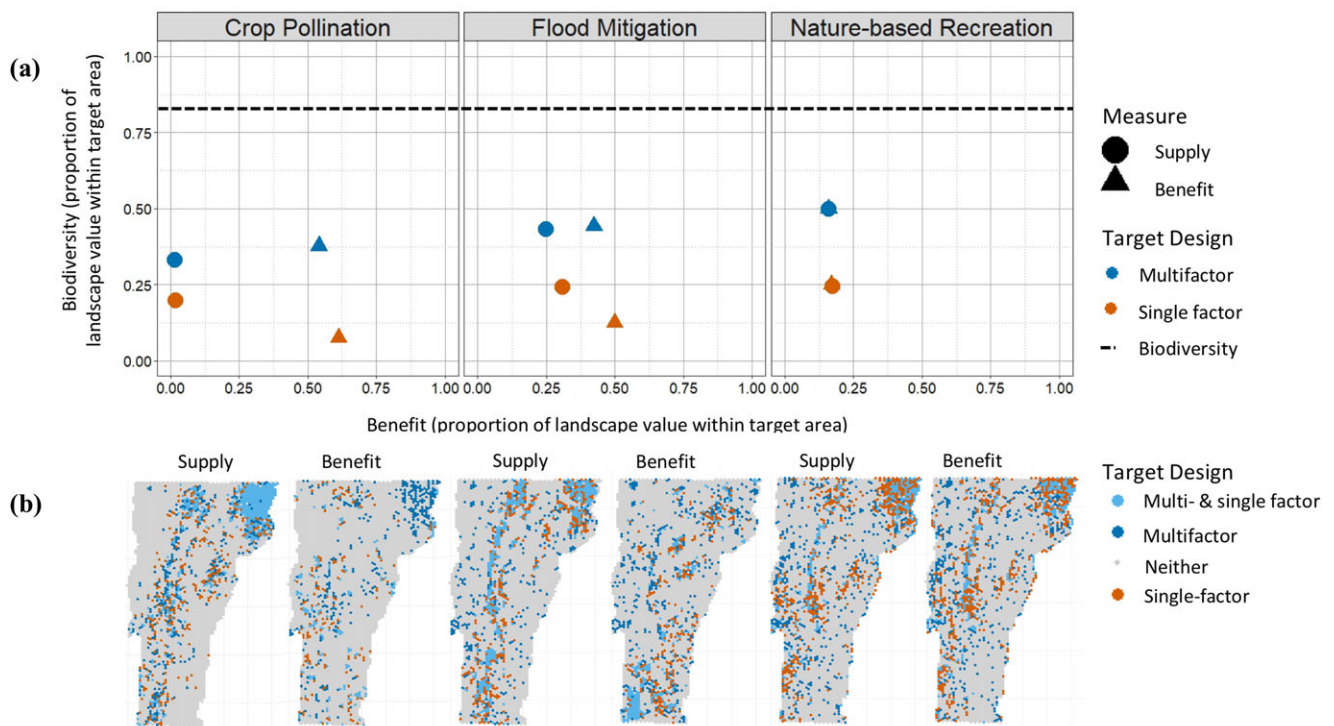 (a)
Crop Pollination
Flood Mitigation
Nature-based Recreation
Biodiversity (proportion of
landscape value within target area)
1.00
0.75
0.50
0.25
0.00
0.00 0.25 0.50 0.75 1.00
0.00 0.25 0.50 0.75 1.00
0.00 0.25 0.50 0.75 1.00
Benefit (proportion of landscape value within target area)
Measure
Supply
Benefit
Target Design
Multifactor
Single factor
Biodiversity
(b)
Supply
Benefit
Supply
Benefit
Supply
Benefit
Target Design
Multi- & single factor
Multifactor
Neither
Single-factor